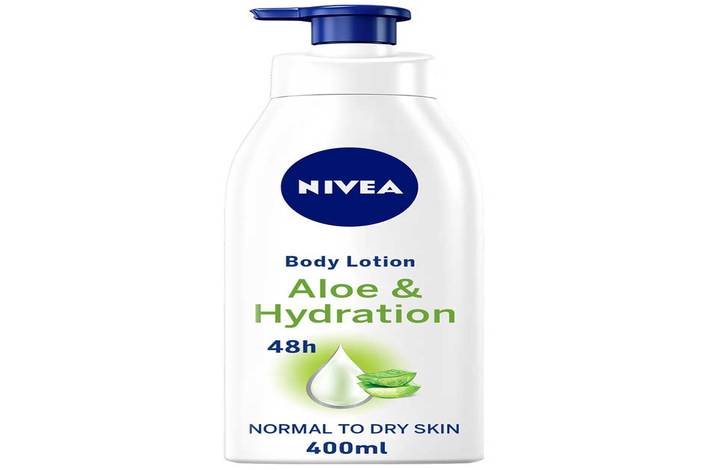 NIVEA
Body Lotion
Aloe &
Hydration
48h
NORMAL TO DRY SKIN
400ml